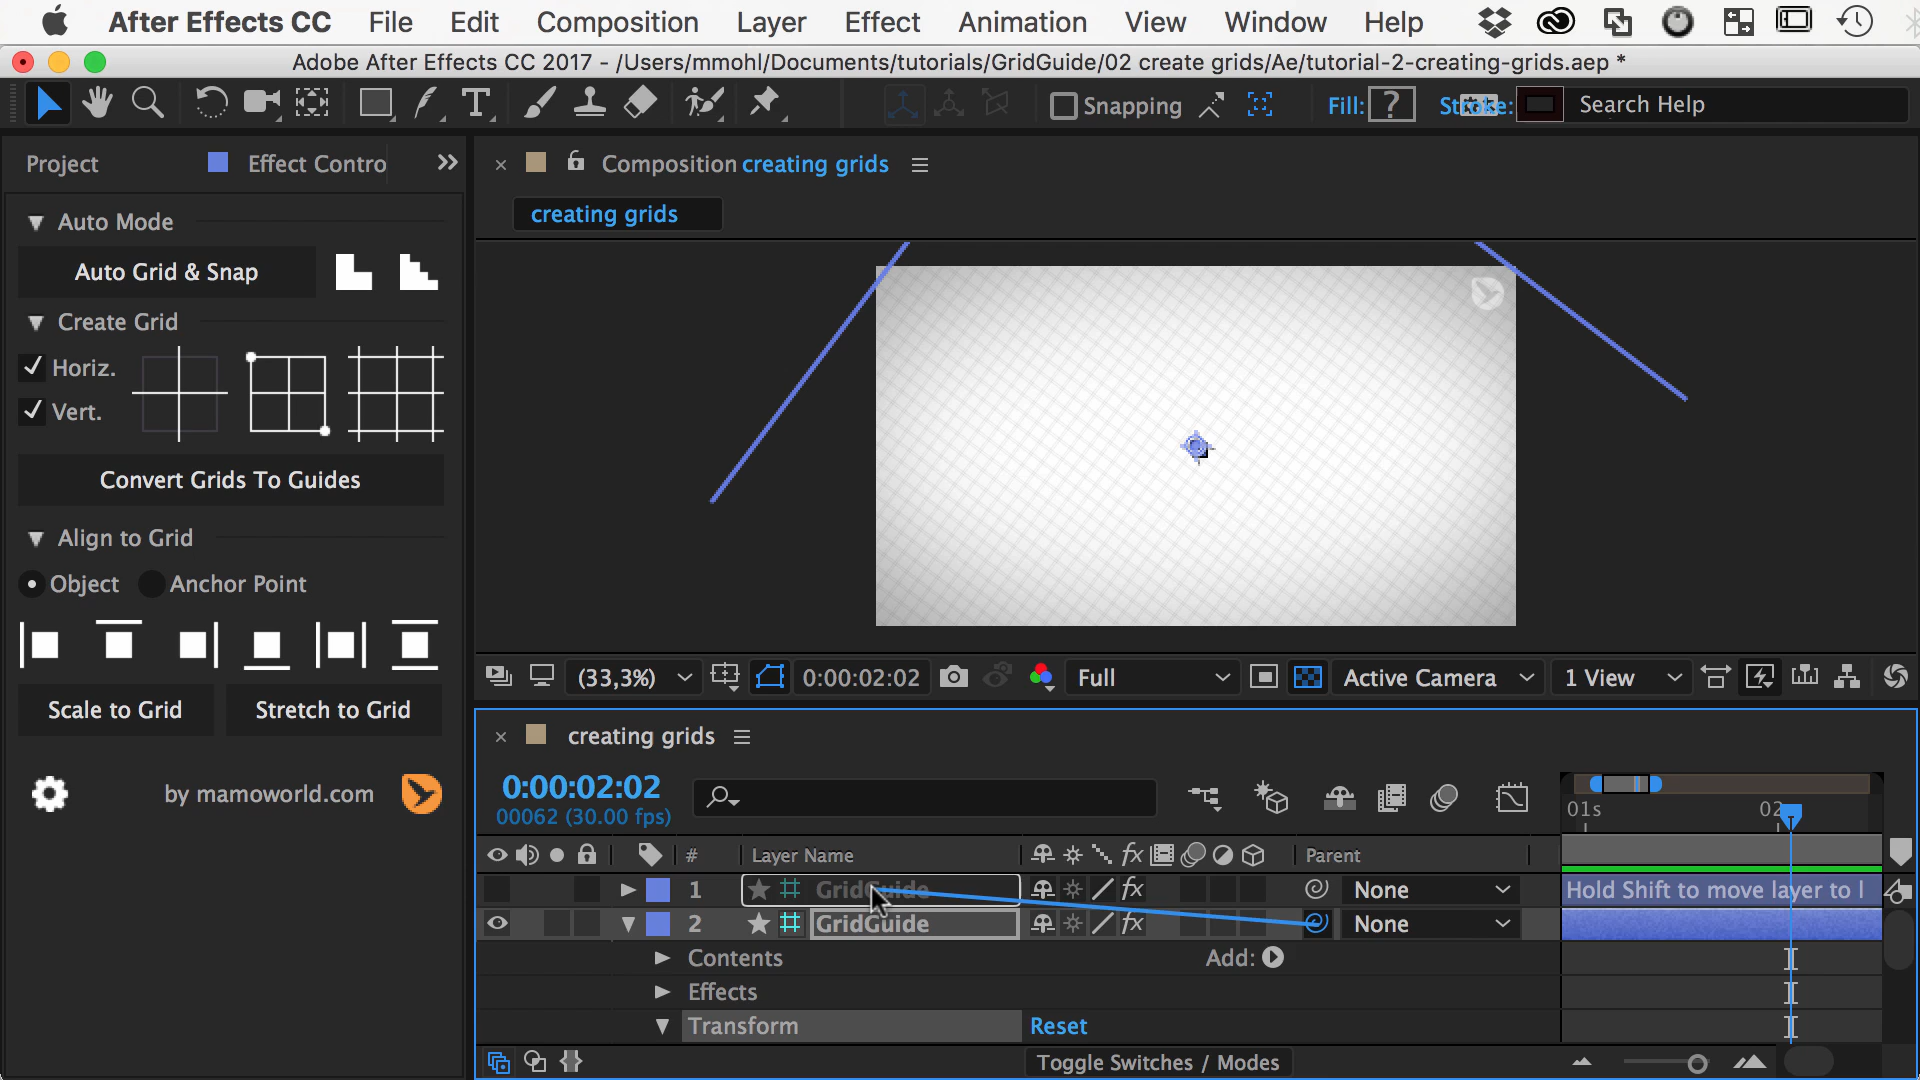 After Effects CC File Edit Composition Layer Effect Animation View Window Help
Adobe After Effects CC 2017 - /Users/mmohl/Documents/tutorials/GridGuide/02 create grids/Ae/tutorial-2-creating-grids.aep *
Snapping Fill: ? Stroke: Search Help
Project Effect Contro Composition creating grids
creating grids
Auto Mode
Auto Grid & Snap
Create Grid
Horiz.
Vert.
Convert Grids To Guides
Align to Grid
Object Anchor Point
Scale to Grid Stretch to Grid
by mamoworld.com
(33,3%) 0:00:02:02 Full Active Camera 1 View
creating grids
0:00:02:02
00062 (30.00 fps)
01s 02
# Layer Name fx Parent
1 GridGuide fx None Hold Shift to move layer to l
2 GridGuide fx None
Contents Add:
Effects
Transform Reset
Toggle Switches / Modes